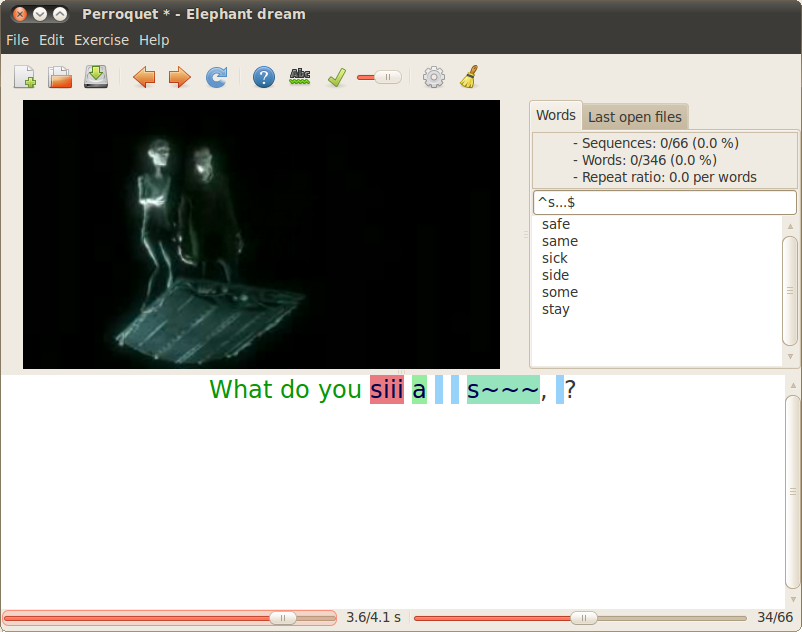 Perroquet * - Elephant dream
File Edit Exercise Help
Abc
Words Last open files
- Sequences: 0/66 (0.0 %)
- Words: 0/346 (0.0 %)
- Repeat ratio: 0.0 per words
^s...$
safe
same
sick
side
some
stay
What do you siii a s~~~, ?
3.6/4.1 s 34/66